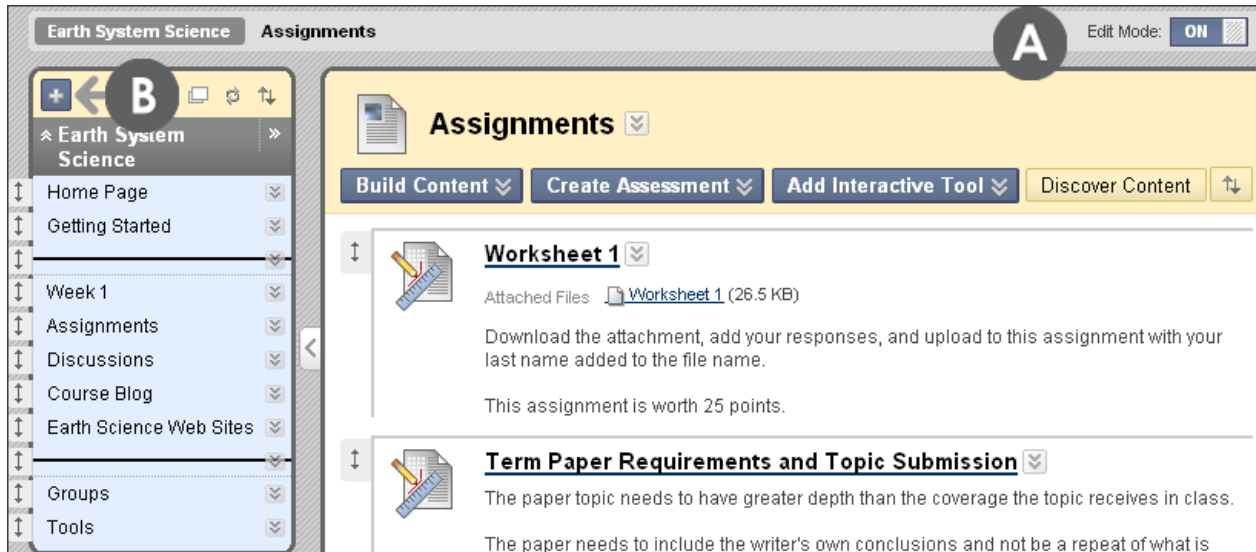 Earth System Science Assignments
A
Edit Mode: ON
B
Earth System
Science
Home Page
Getting Started
Week 1
Assignments
Discussions
Course Blog
Earth Science Web Sites
Groups
Tools
Assignments
Build Content Create Assessment Add Interactive Tool Discover Content
Worksheet 1
Attached Files Worksheet 1 (26.5 KB)
Download the attachment, add your responses, and upload to this assignment with your
last name added to the file name.
This assignment is worth 25 points.
Term Paper Requirements and Topic Submission
The paper topic needs to have greater depth than the coverage the topic receives in class.
The paper needs to include the writer's own conclusions and not be a repeat of what is